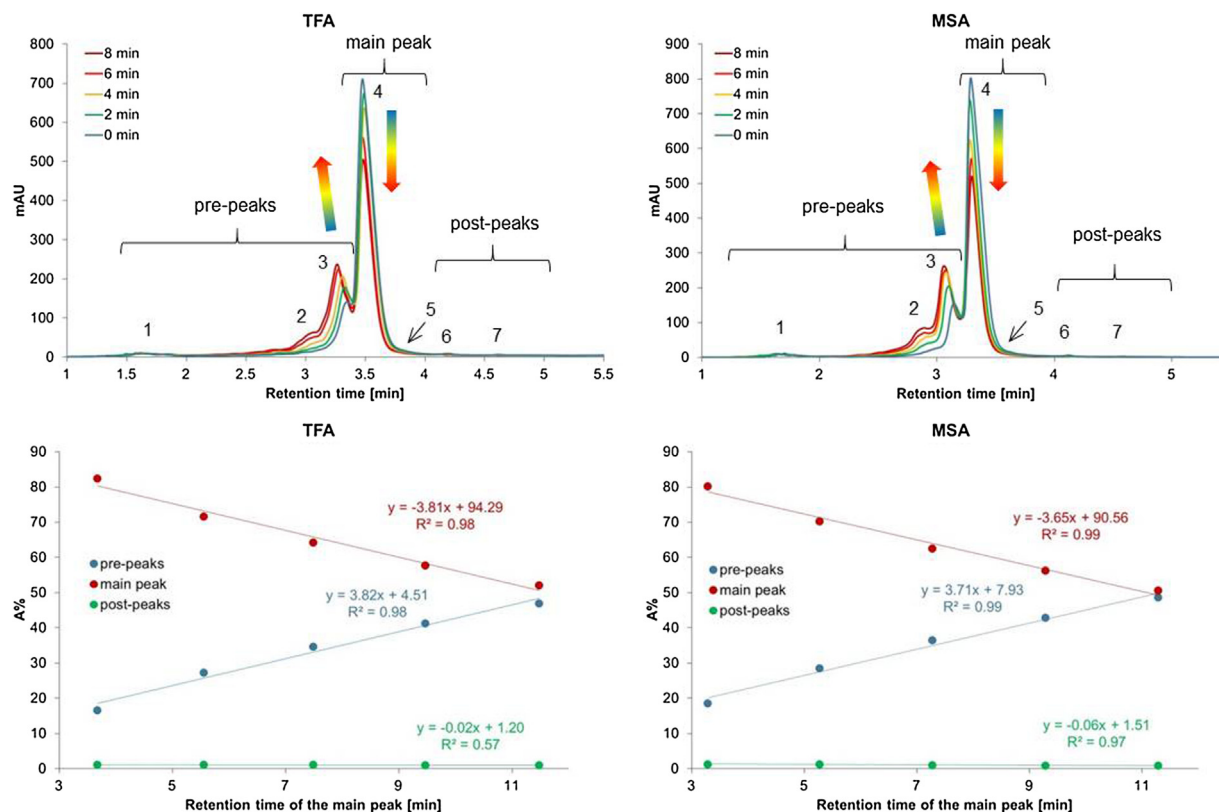 TFA
main peak
800
700
600
500
400
300
200
100
0
mAU
8 min
6 min
4 min
2 min
0 min
4
pre-peaks
post-peaks
3
2
1
5
6
7
1
1.5
2
2.5
3
3.5
4
4.5
5
5.5
Retention time [min]
MSA
main peak
900
800
700
600
500
400
300
200
100
0
mAU
8 min
6 min
4 min
2 min
0 min
4
pre-peaks
post-peaks
3
2
1
5
6
7
1
2
3
4
5
Retention time [min]
TFA
90
80
70
60
50
40
30
20
10
0
A%
y = -3.81x + 94.29
R² = 0.98
pre-peaks
main peak
post-peaks
y = 3.82x + 4.51
R² = 0.98
y = -0.02x + 1.20
R² = 0.57
3
5
7
9
11
Retention time of the main peak [min]
MSA
90
80
70
60
50
40
30
20
10
0
A%
y = -3.65x + 90.56
R² = 0.99
pre-peaks
main peak
post-peaks
y = 3.71x + 7.93
R² = 0.99
y = -0.06x + 1.51
R² = 0.97
3
5
7
9
11
Retention time of the main peak [min]